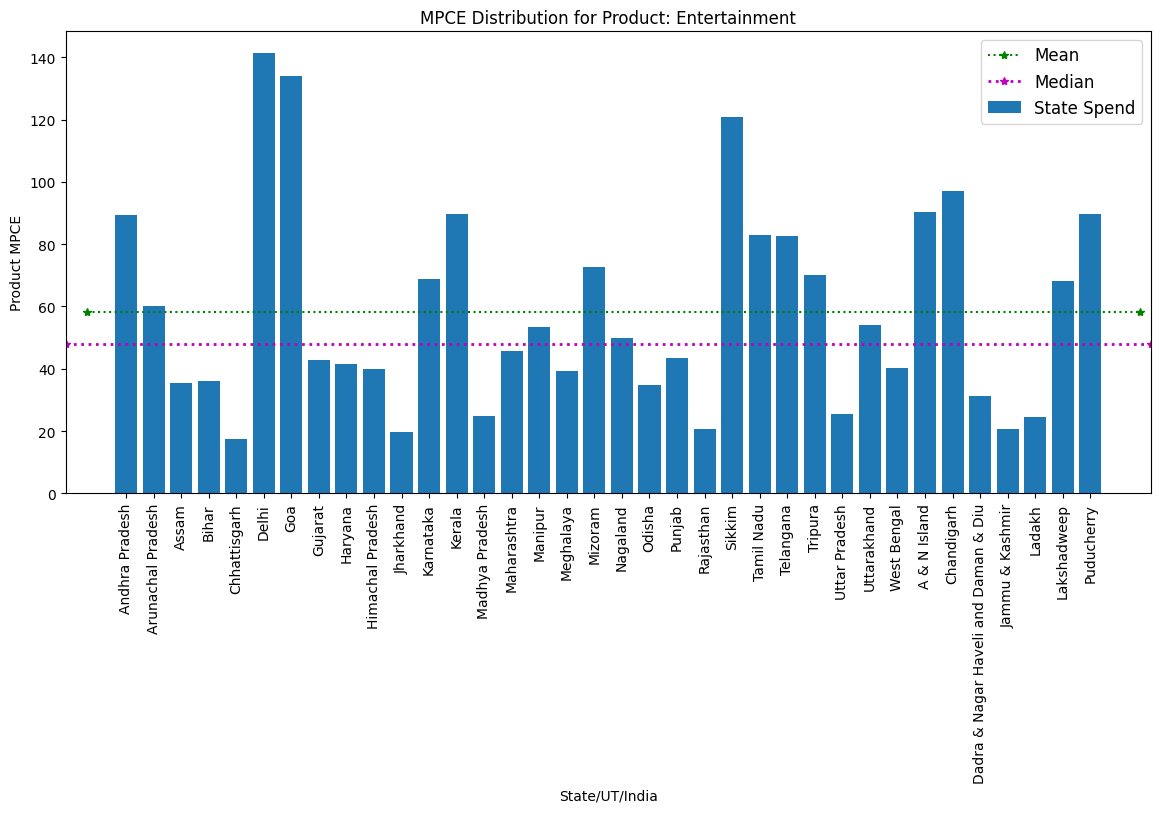 MPCE Distribution for Product: Entertainment
Mean
Median
State Spend
Product MPCE
140
120
100
80
60
40
20
0
Andhra Pradesh
Arunachal Pradesh
Assam
Bihar
Chhattisgarh
Delhi
Goa
Gujarat
Haryana
Himachal Pradesh
Jharkhand
Karnataka
Kerala
Madhya Pradesh
Maharashtra
Manipur
Meghalaya
Mizoram
Nagaland
Odisha
Punjab
Rajasthan
Sikkim
Tamil Nadu
Telangana
Tripura
Uttar Pradesh
Uttarakhand
West Bengal
A & N Island
Chandigarh
Dadra & Nagar Haveli and Daman & Diu
Jammu & Kashmir
Ladakh
Lakshadweep
Puducherry
State/UT/India